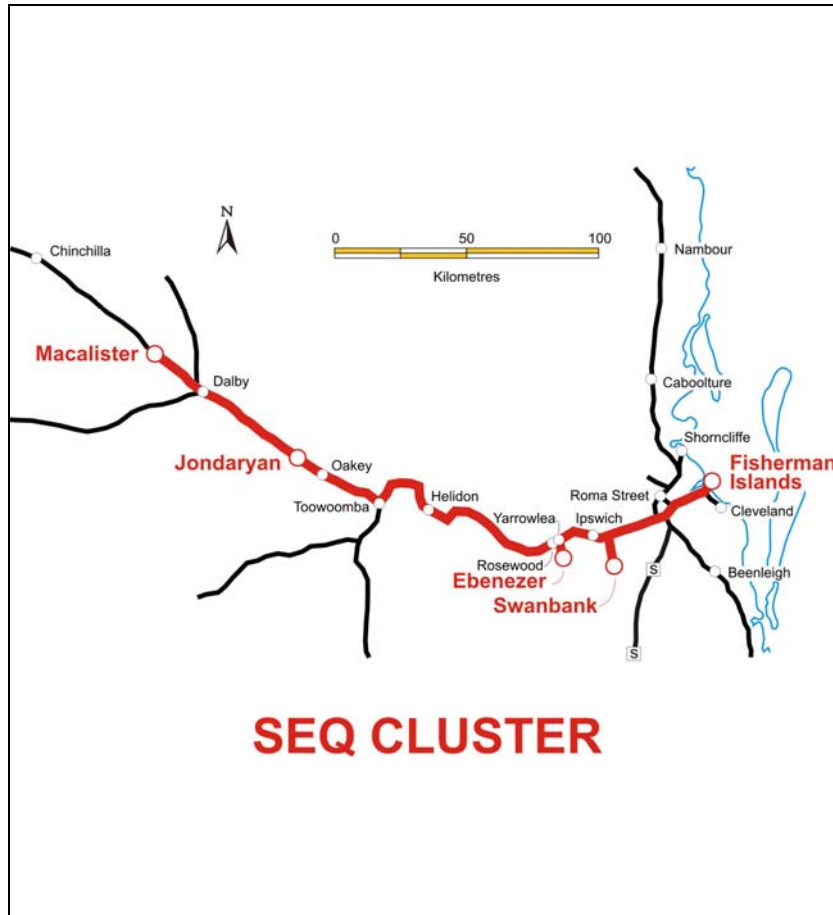 N
0 50 100
Kilometres
Chinchilla
Nambour
Macalister
Dalby
Caboolture
Shorncliffe
Jondaryan
Oakey
Fisherman
Islands
Toowoomba
Helidon
Roma Street
Cleveland
Yarrowlea
Ipswich
Rosewood
Ebenezer
Swanbank
Beenleigh
S
S
SEQ CLUSTER